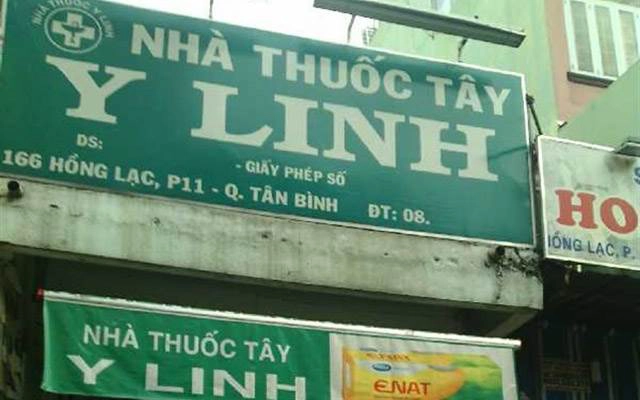 NHÀ THUỐC Y LINH
NHÀ THUỐC TÂY
Y LINH
DS:
- GIẤY PHÉP SỐ
166 HỒNG LẠC, P11 - Q. TÂN BÌNH ĐT: 08.
HO
HỒNG LẠC, P.
NHÀ THUỐC TÂY
Y LINH
ENAT